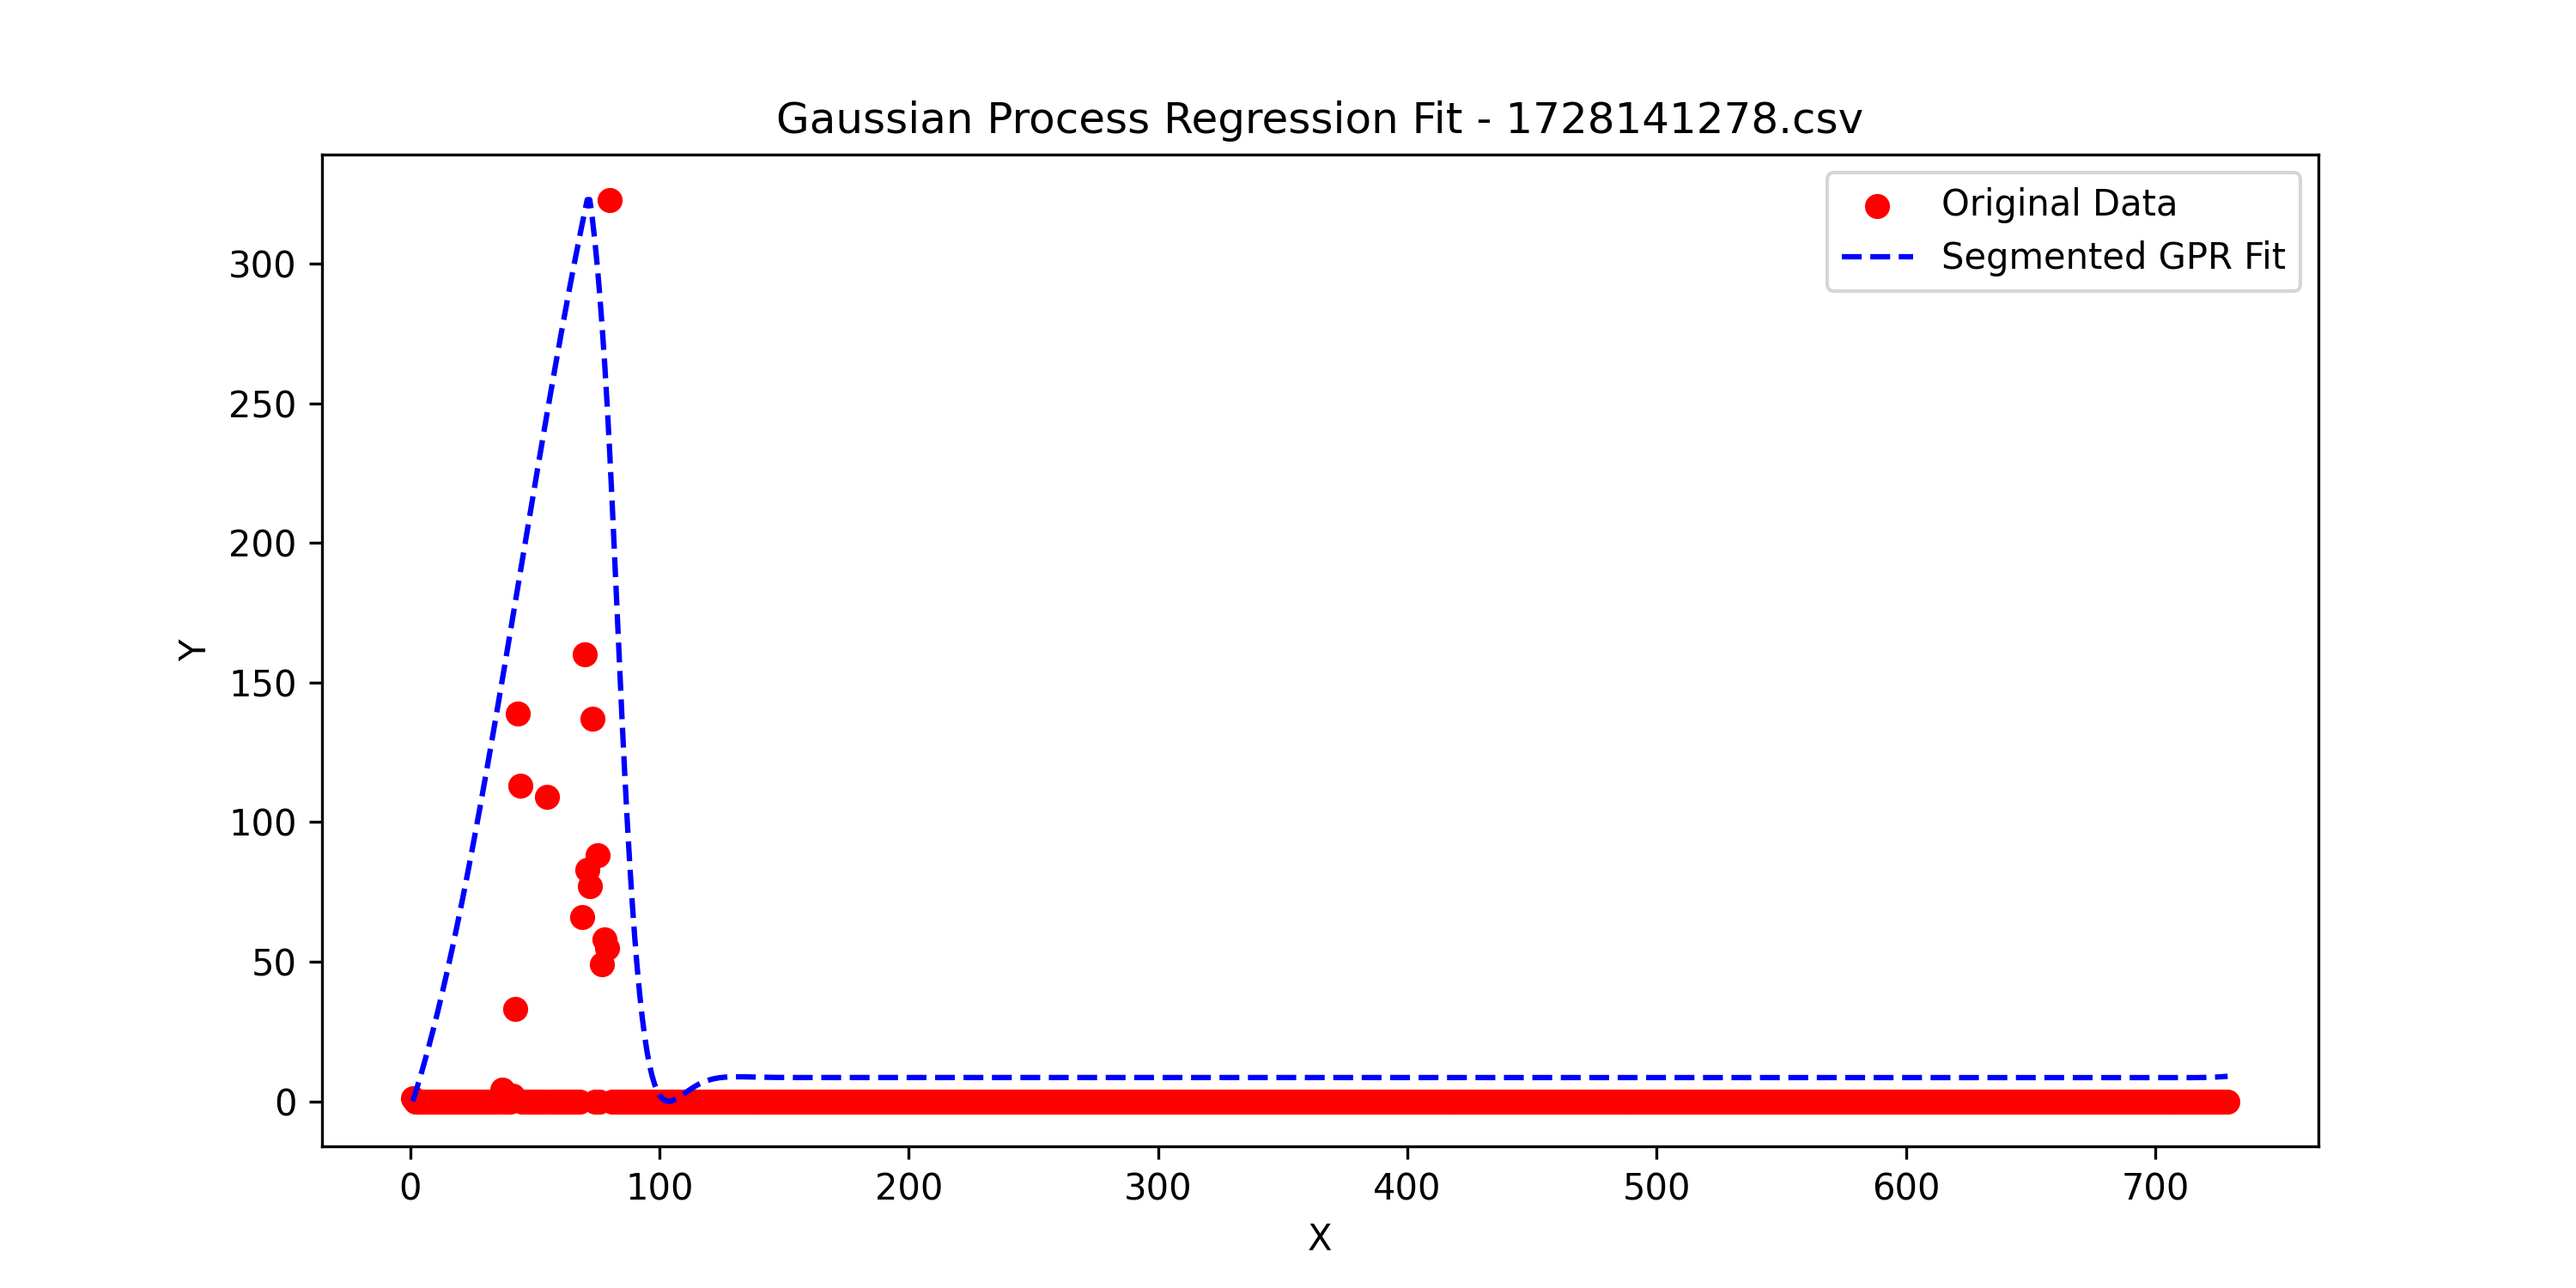 Gaussian Process Regression Fit - 1728141278.csv
Original Data
Segmented GPR Fit
300
250
200
150
100
50
0
Y
0 100 200 300 400 500 600 700
X